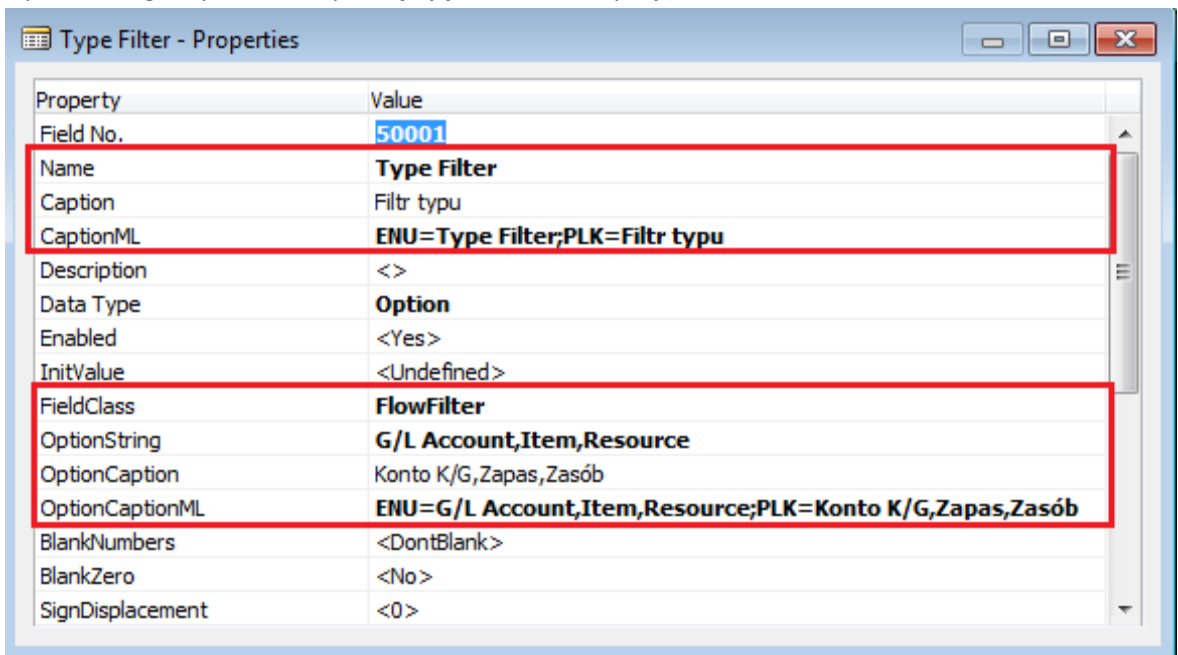 Type Filter - Properties
Property Value
Field No. 50001
Name Type Filter
Caption Filtr typu
CaptionML ENU=Type Filter;PLK=Filtr typu
Description <>
Data Type Option
Enabled <Yes>
InitValue <Undefined>
FieldClass FlowFilter
OptionString G/L Account,Item,Resource
OptionCaption Konto K/G,Zapas,Zasób
OptionCaptionML ENU=G/L Account,Item,Resource;PLK=Konto K/G,Zapas,Zasób
BlankNumbers <DontBlank>
BlankZero <No>
SignDisplacement <0>